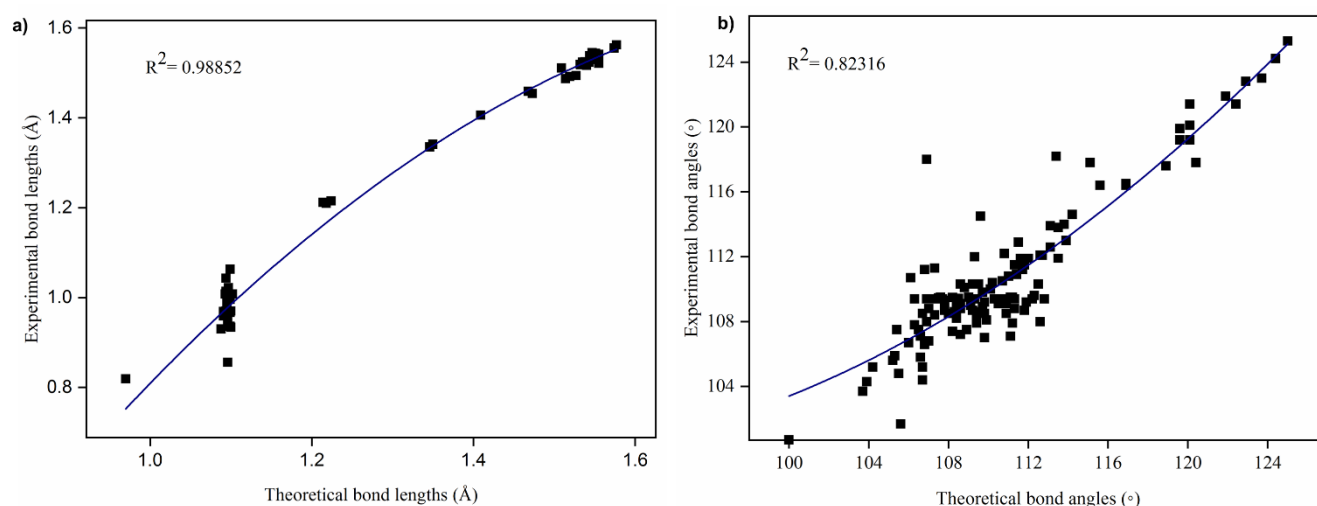 a)
R²= 0.98852
Experimental bond lengths (Å)
1.6
1.4
1.2
1.0
0.8
1.0 1.2 1.4 1.6
Theoretical bond lengths (Å)
b)
R²= 0.82316
Experimental bond angles (°)
124
120
116
112
108
104
100 104 108 112 116 120 124
Theoretical bond angles (°)